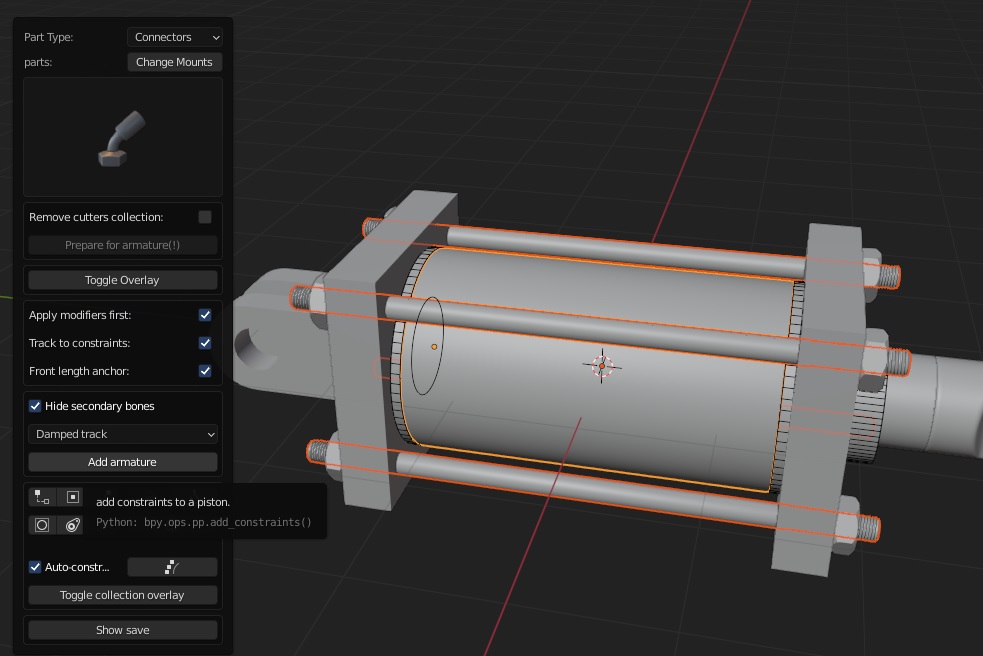 Part Type: Connectors
parts: Change Mounts
Remove cutters collection:
Prepare for armature(!)
Toggle Overlay
Apply modifiers first:
Track to constraints:
Front length anchor:
Hide secondary bones
Damped track
Add armature
add constraints to a piston.
Python: bpy.ops.pp.add_constraints()
Auto-constr...
Toggle collection overlay
Show save